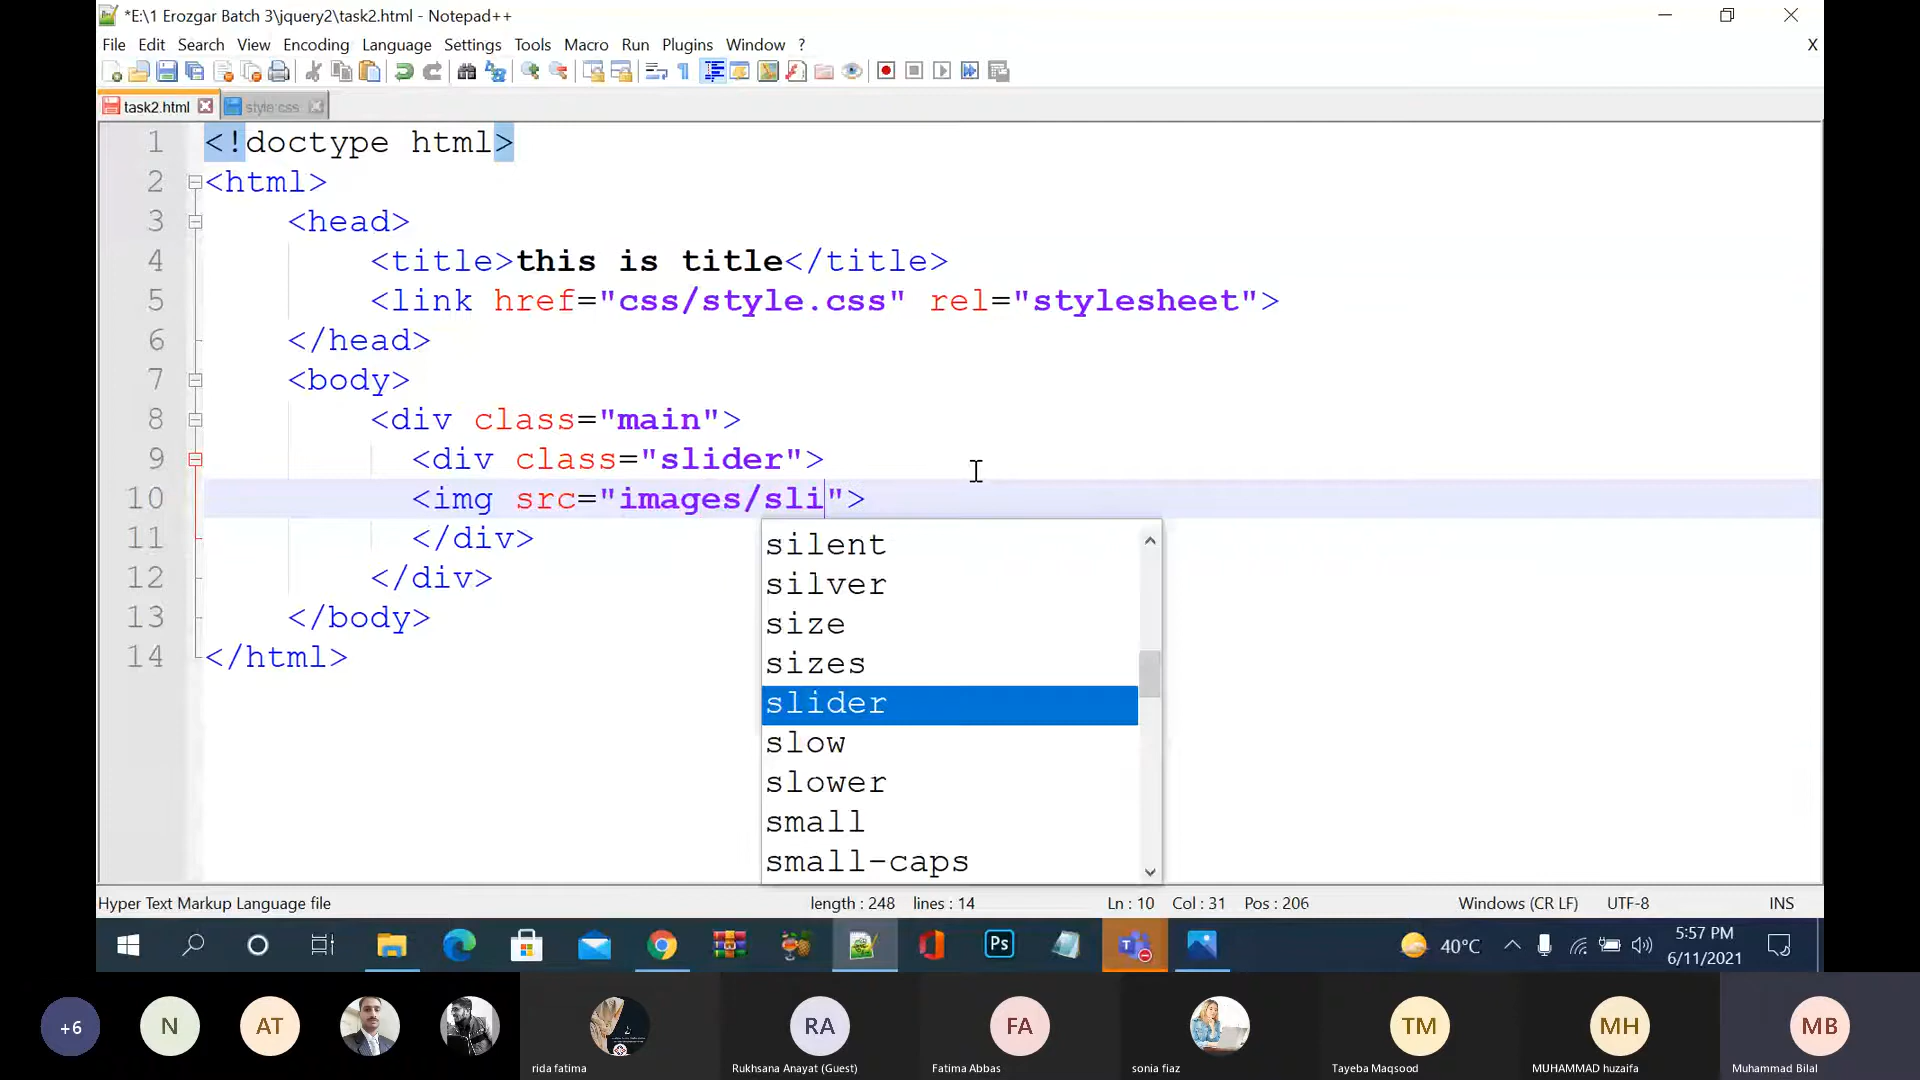 *E:\1 Erozgar Batch 3\jquery2\task2.html - Notepad++
File Edit Search View Encoding Language Settings Tools Macro Run Plugins Window ? X
task2.html style.css
1 <!doctype html>
2 <html>
3 <head>
4 <title>this is title</title>
5 <link href="css/style.css" rel="stylesheet">
6 </head>
7 <body>
8 <div class="main">
9 <div class="slider">
10 <img src="images/sli">
11 </div>
12 </div>
13 </body>
14 </html>
silent
silver
size
sizes
slider
slow
slower
small
small-caps
Hyper Text Markup Language file length : 248 lines : 14 Ln : 10 Col : 31 Pos : 206 Windows (CR LF) UTF-8 INS
Ps 40°C 5:57 PM
6/11/2021
+6 N AT RA FA TM MH MB
rida fatima Rukhsana Anayat (Guest) Fatima Abbas sonia fiaz Tayeba Maqsood MUHAMMAD huzaifa Muhammad Bilal